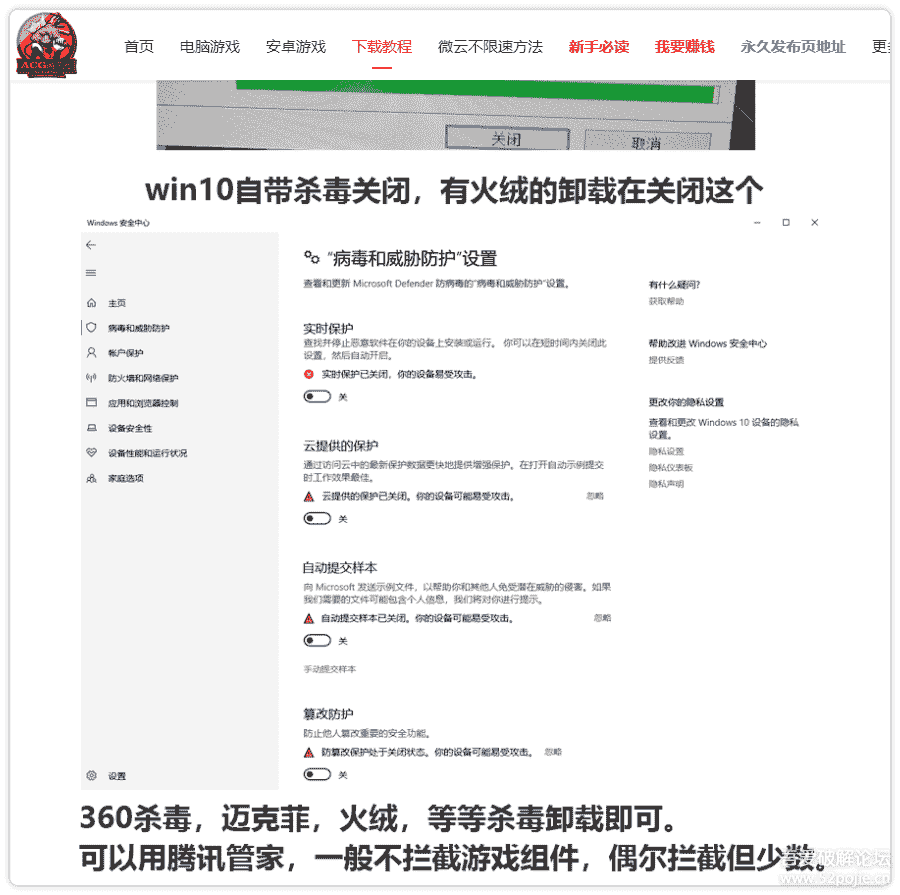 首页 电脑游戏 安卓游戏 下载教程 微云不限速方法 新手必读 我要赚钱 永久发布页地址 更
关闭 取消
win10自带杀毒关闭，有火绒的卸载在关闭这个
Windows 安全中心
主页
病毒和威胁防护
帐户保护
防火墙和网络保护
应用和浏览器控制
设备安全性
设备性能和运行状况
家庭选项
设置
“病毒和威胁防护”设置
查看和更新 Microsoft Defender 防病毒的“病毒和威胁防护”设置。
实时保护
查找并停止恶意软件在你的设备上安装或运行。 你可以在短时间内关闭此
设置，然后自动开启。
实时保护已关闭，你的设备易受攻击。
关
云提供的保护
通过访问云中的最新保护数据更快地提供增强保护。在打开自动示例提交
时工作效果最佳。
云提供的保护已关闭。你的设备可能易受攻击。 忽略
关
自动提交样本
向 Microsoft 发送示例文件，以帮助你和其他人免受潜在威胁的侵害。如果
我们需要的文件可能包含个人信息，我们将对你进行提示。
自动提交样本已关闭。你的设备可能易受攻击。 忽略
关
手动提交样本
篡改防护
防止他人篡改重要的安全功能。
防篡改保护处于关闭状态。你的设备可能易受攻击。 忽略
关
有什么疑问?
获取帮助
帮助改进 Windows 安全中心
提供反馈
更改你的隐私设置
查看和更改 Windows 10 设备的隐私
设置。
隐私设置
隐私仪表板
隐私声明
360杀毒，迈克菲，火绒，等等杀毒卸载即可。
可以用腾讯管家，一般不拦截游戏组件，偶尔拦截但少数。
吾爱破解论坛
www.52pojie.cn